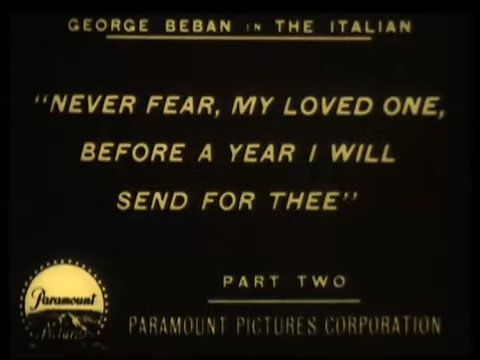 GEORGE BEBAN IN THE ITALIAN
"NEVER FEAR, MY LOVED ONE,
BEFORE A YEAR I WILL
SEND FOR THEE"
PART TWO
Paramount
Pictures
PARAMOUNT PICTURES CORPORATION